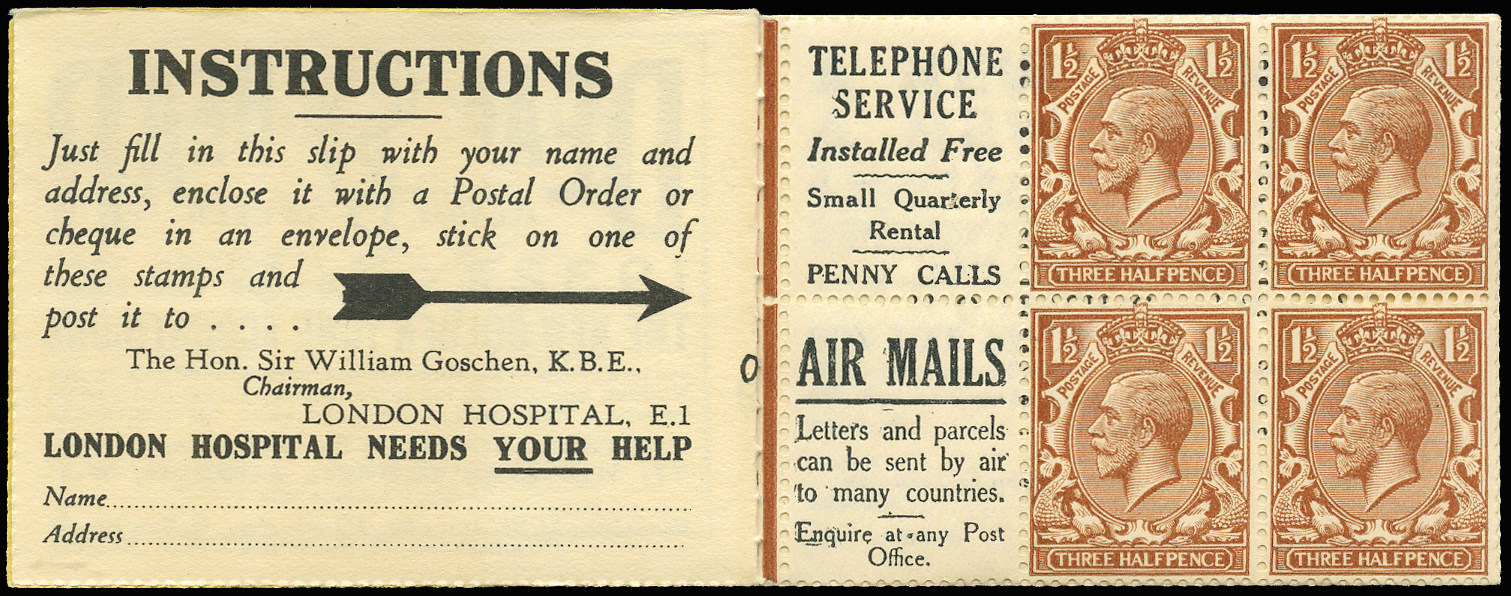 INSTRUCTIONS
Just fill in this slip with your name and
address, enclose it with a Postal Order or
cheque in an envelope, stick on one of
these stamps and
post it to . . . .
The Hon. Sir William Goschen, K.B.E.,
Chairman,
LONDON HOSPITAL, E.1
LONDON HOSPITAL NEEDS YOUR HELP
Name
Address
O
TELEPHONE
SERVICE
Installed Free
Small Quarterly
Rental
PENNY CALLS
AIR MAILS
Letters and parcels
can be sent by air
to many countries.
Enquire at any Post
Office.
1½ 1½
POSTAGE REVENUE
THREE HALFPENCE
1½ 1½
POSTAGE REVENUE
THREE HALFPENCE
1½ 1½
POSTAGE REVENUE
THREE HALFPENCE
1½ 1½
POSTAGE REVENUE
THREE HALFPENCE